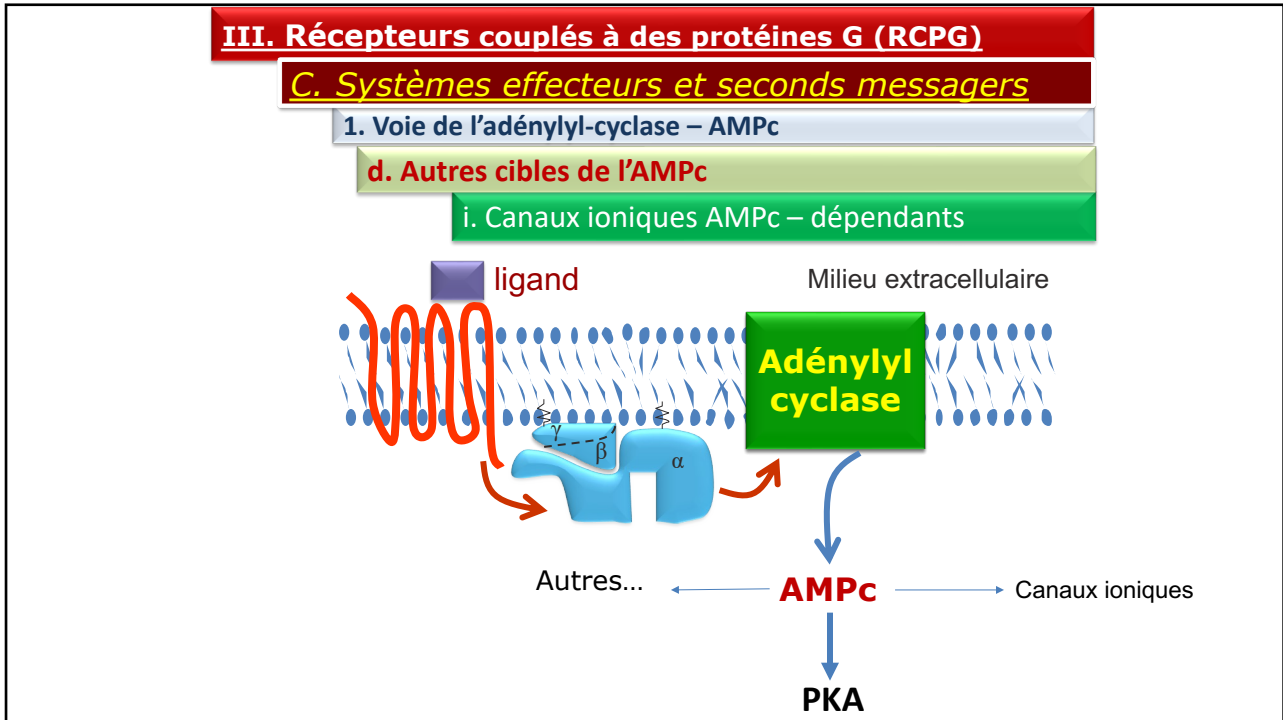 III. Récepteurs couplés à des protéines G (RCPG)
C. Systèmes effecteurs et seconds messagers
1. Voie de l'adénylyl-cyclase – AMPc
d. Autres cibles de l'AMPc
i. Canaux ioniques AMPc – dépendants
ligand
Milieu extracellulaire
Adénylyl
cyclase
γ
β
α
Autres...
AMPc
Canaux ioniques
PKA